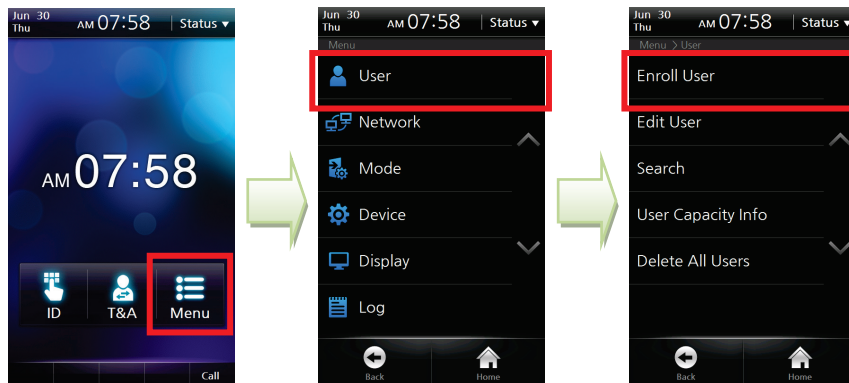 Jun 30
Thu
AM 07:58
Status ▼
AM 07:58
ID
T&A
Menu
Call
Jun 30
Thu
AM 07:58
Status ▼
Menu
User
Network
Mode
Device
Display
Log
Back
Home
Jun 30
Thu
AM 07:58
Status ▼
Menu > User
Enroll User
Edit User
Search
User Capacity Info
Delete All Users
Back
Home